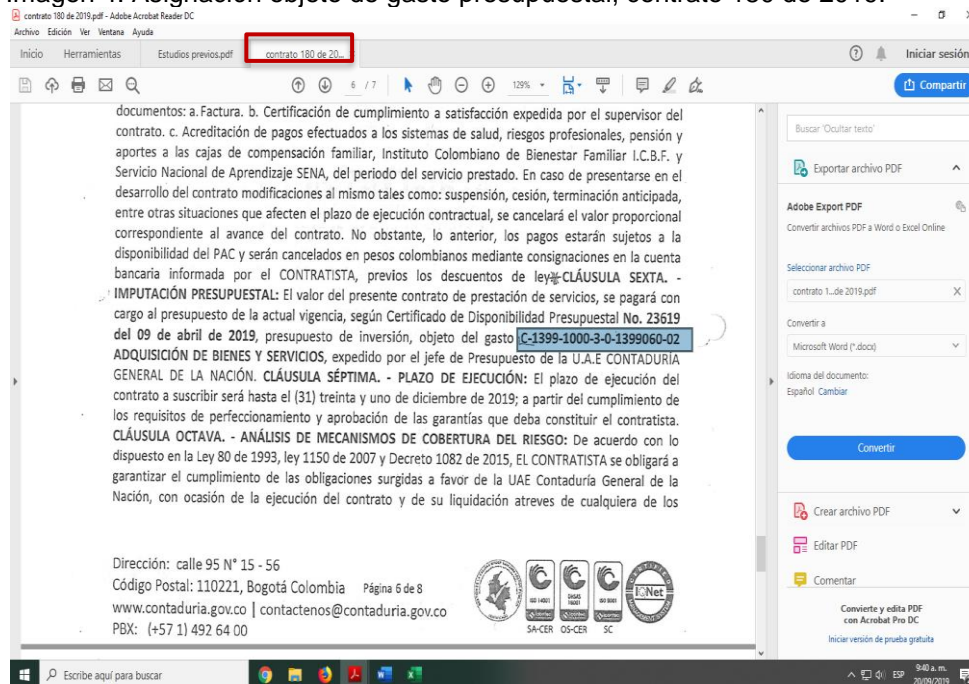 Imagen 4. Asignación objeto de gasto presupuestal, contrato 180 de 2019.
contrato 180 de 2019.pdf - Adobe Acrobat Reader DC
Archivo Edición Ver Ventana Ayuda
Inicio Herramientas Estudios previos.pdf contrato 180 de 20... Iniciar sesión
6 / 7 129% Compartir
documentos: a. Factura. b. Certificación de cumplimiento a satisfacción expedida por el supervisor del
contrato. c. Acreditación de pagos efectuados a los sistemas de salud, riesgos profesionales, pensión y
aportes a las cajas de compensación familiar, Instituto Colombiano de Bienestar Familiar I.C.B.F. y
Servicio Nacional de Aprendizaje SENA, del periodo del servicio prestado. En caso de presentarse en el
desarrollo del contrato modificaciones al mismo tales como: suspensión, cesión, terminación anticipada,
entre otras situaciones que afecten el plazo de ejecución contractual, se cancelará el valor proporcional
correspondiente al avance del contrato. No obstante, lo anterior, los pagos estarán sujetos a la
disponibilidad del PAC y serán cancelados en pesos colombianos mediante consignaciones en la cuenta
bancaria informada por el CONTRATISTA, previos los descuentos de ley CLÁUSULA SEXTA. -
IMPUTACIÓN PRESUPUESTAL: El valor del presente contrato de prestación de servicios, se pagará con
cargo al presupuesto de la actual vigencia, según Certificado de Disponibilidad Presupuestal No. 23619
del 09 de abril de 2019, presupuesto de inversión, objeto del gasto C-1399-1000-3-0-1399060-02
ADQUISICIÓN DE BIENES Y SERVICIOS, expedido por el jefe de Presupuesto de la U.A.E CONTADURÍA
GENERAL DE LA NACIÓN. CLÁUSULA SÉPTIMA. - PLAZO DE EJECUCIÓN: El plazo de ejecución del
contrato a suscribir será hasta el (31) treinta y uno de diciembre de 2019; a partir del cumplimiento de
los requisitos de perfeccionamiento y aprobación de las garantías que deba constituir el contratista.
CLÁUSULA OCTAVA. - ANÁLISIS DE MECANISMOS DE COBERTURA DEL RIESGO: De acuerdo con lo
dispuesto en la Ley 80 de 1993, ley 1150 de 2007 y Decreto 1082 de 2015, EL CONTRATISTA se obligará a
garantizar el cumplimiento de las obligaciones surgidas a favor de la UAE Contaduría General de la
Nación, con ocasión de la ejecución del contrato y de su liquidación atreves de cualquiera de los
Dirección: calle 95 N° 15 - 56
Código Postal: 110221, Bogotá Colombia Página 6 de 8
www.contaduria.gov.co | contactenos@contaduria.gov.co
PBX: (+57 1) 492 64 00
ISO 14001
OHSAS 18001
ISO 9001
IQNet
SA-CER OS-CER SC
Buscar 'Ocultar texto'
Exportar archivo PDF
Adobe Export PDF
Convertir archivos PDF a Word o Excel Online
Seleccionar archivo PDF
contrato 1...de 2019.pdf X
Convertir a
Microsoft Word (*.docx)
Idioma del documento:
Español Cambiar
Convertir
Crear archivo PDF
Editar PDF
Comentar
Convierte y edita PDF
con Acrobat Pro DC
Iniciar versión de prueba gratuita
Escribe aquí para buscar
ESP
9:40 a. m.
20/09/2019